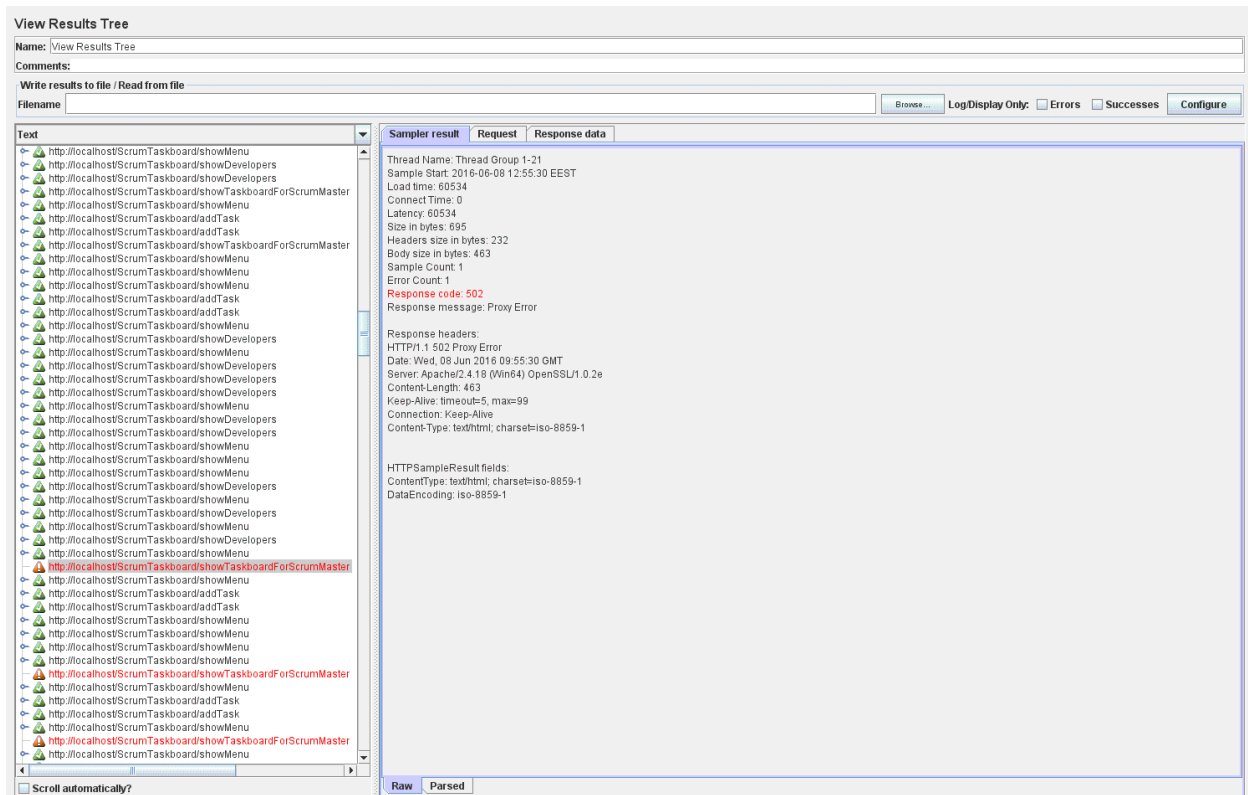 View Results Tree
Name: View Results Tree
Comments:
Write results to file / Read from file
Filename Browse... Log/Display Only: Errors Successes Configure
Text
http://localhost/ScrumTaskboard/showMenu
http://localhost/ScrumTaskboard/showDevelopers
http://localhost/ScrumTaskboard/showDevelopers
http://localhost/ScrumTaskboard/showTaskboardForScrumMaster
http://localhost/ScrumTaskboard/showMenu
http://localhost/ScrumTaskboard/addTask
http://localhost/ScrumTaskboard/addTask
http://localhost/ScrumTaskboard/showTaskboardForScrumMaster
http://localhost/ScrumTaskboard/showMenu
http://localhost/ScrumTaskboard/showMenu
http://localhost/ScrumTaskboard/showMenu
http://localhost/ScrumTaskboard/addTask
http://localhost/ScrumTaskboard/addTask
http://localhost/ScrumTaskboard/showMenu
http://localhost/ScrumTaskboard/showDevelopers
http://localhost/ScrumTaskboard/showMenu
http://localhost/ScrumTaskboard/showDevelopers
http://localhost/ScrumTaskboard/showDevelopers
http://localhost/ScrumTaskboard/showDevelopers
http://localhost/ScrumTaskboard/showMenu
http://localhost/ScrumTaskboard/showDevelopers
http://localhost/ScrumTaskboard/showDevelopers
http://localhost/ScrumTaskboard/showMenu
http://localhost/ScrumTaskboard/showMenu
http://localhost/ScrumTaskboard/showMenu
http://localhost/ScrumTaskboard/showDevelopers
http://localhost/ScrumTaskboard/showMenu
http://localhost/ScrumTaskboard/showDevelopers
http://localhost/ScrumTaskboard/showMenu
http://localhost/ScrumTaskboard/showDevelopers
http://localhost/ScrumTaskboard/showMenu
http://localhost/ScrumTaskboard/showTaskboardForScrumMaster
http://localhost/ScrumTaskboard/showMenu
http://localhost/ScrumTaskboard/addTask
http://localhost/ScrumTaskboard/addTask
http://localhost/ScrumTaskboard/showMenu
http://localhost/ScrumTaskboard/showMenu
http://localhost/ScrumTaskboard/showMenu
http://localhost/ScrumTaskboard/showMenu
http://localhost/ScrumTaskboard/showTaskboardForScrumMaster
http://localhost/ScrumTaskboard/showMenu
http://localhost/ScrumTaskboard/addTask
http://localhost/ScrumTaskboard/addTask
http://localhost/ScrumTaskboard/showMenu
http://localhost/ScrumTaskboard/showTaskboardForScrumMaster
http://localhost/ScrumTaskboard/showMenu
Scroll automatically?
Sampler result Request Response data
Thread Name: Thread Group 1-21
Sample Start: 2016-06-08 12:55:30 EEST
Load time: 60534
Connect Time: 0
Latency: 60534
Size in bytes: 695
Headers size in bytes: 232
Body size in bytes: 463
Sample Count: 1
Error Count: 1
Response code: 502
Response message: Proxy Error
Response headers:
HTTP/1.1 502 Proxy Error
Date: Wed, 08 Jun 2016 09:55:30 GMT
Server: Apache/2.4.18 (Win64) OpenSSL/1.0.2e
Content-Length: 463
Keep-Alive: timeout=5, max=99
Connection: Keep-Alive
Content-Type: text/html; charset=iso-8859-1
HTTPSampleResult fields:
ContentType: text/html; charset=iso-8859-1
DataEncoding: iso-8859-1
Raw Parsed